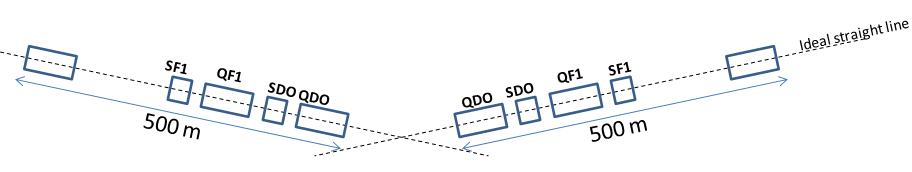 SF1
QF1
SDO
QDO
500 m
QDO
SDO
QF1
SF1
500 m
Ideal straight line